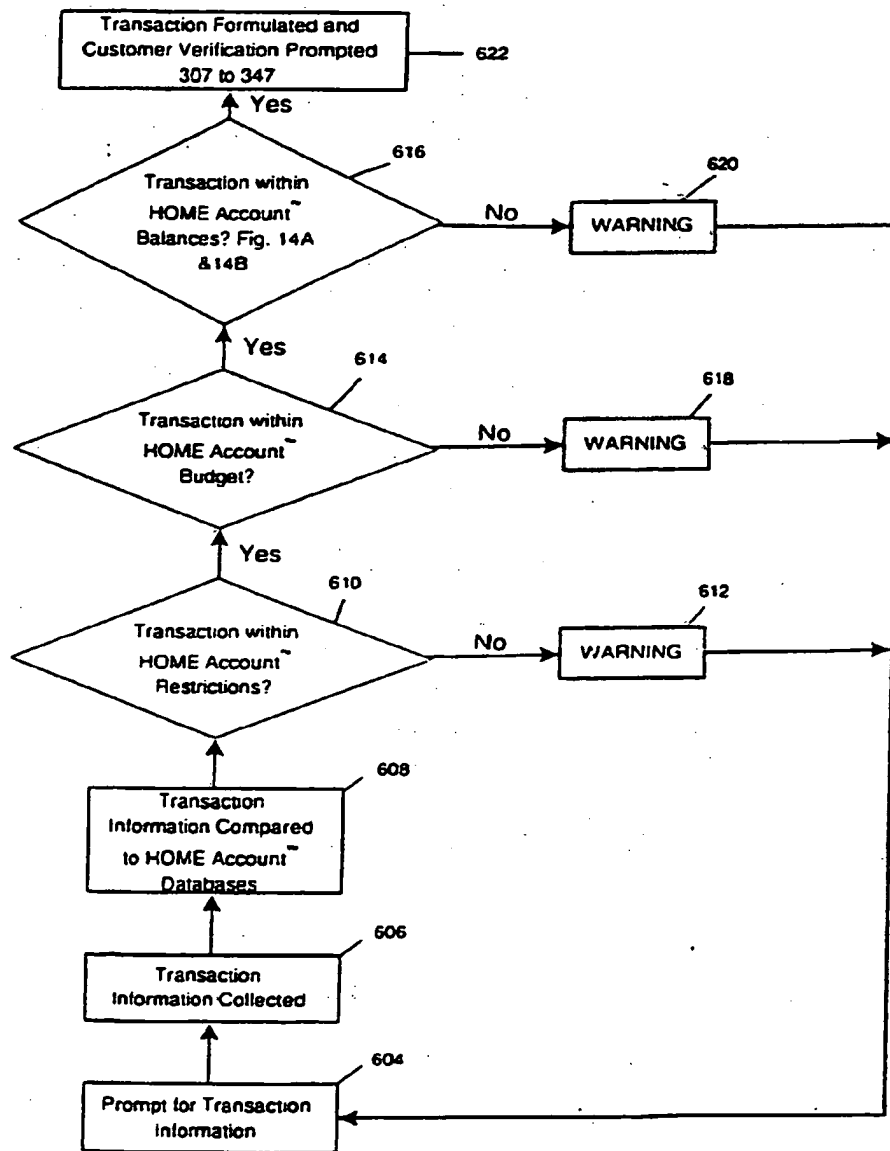 Transaction Formulated and
Customer Verification Prompted
307 to 347
622
Yes
616
Transaction within
HOME Account~
Balances? Fig. 14A
&14B
No
620
WARNING
Yes
614
Transaction within
HOME Account~
Budget?
No
618
WARNING
Yes
610
Transaction within
HOME Account~
Restrictions?
No
612
WARNING
608
Transaction
Information Compared
to HOME Account~
Databases
606
Transaction
Information Collected
604
Prompt for Transaction
Information